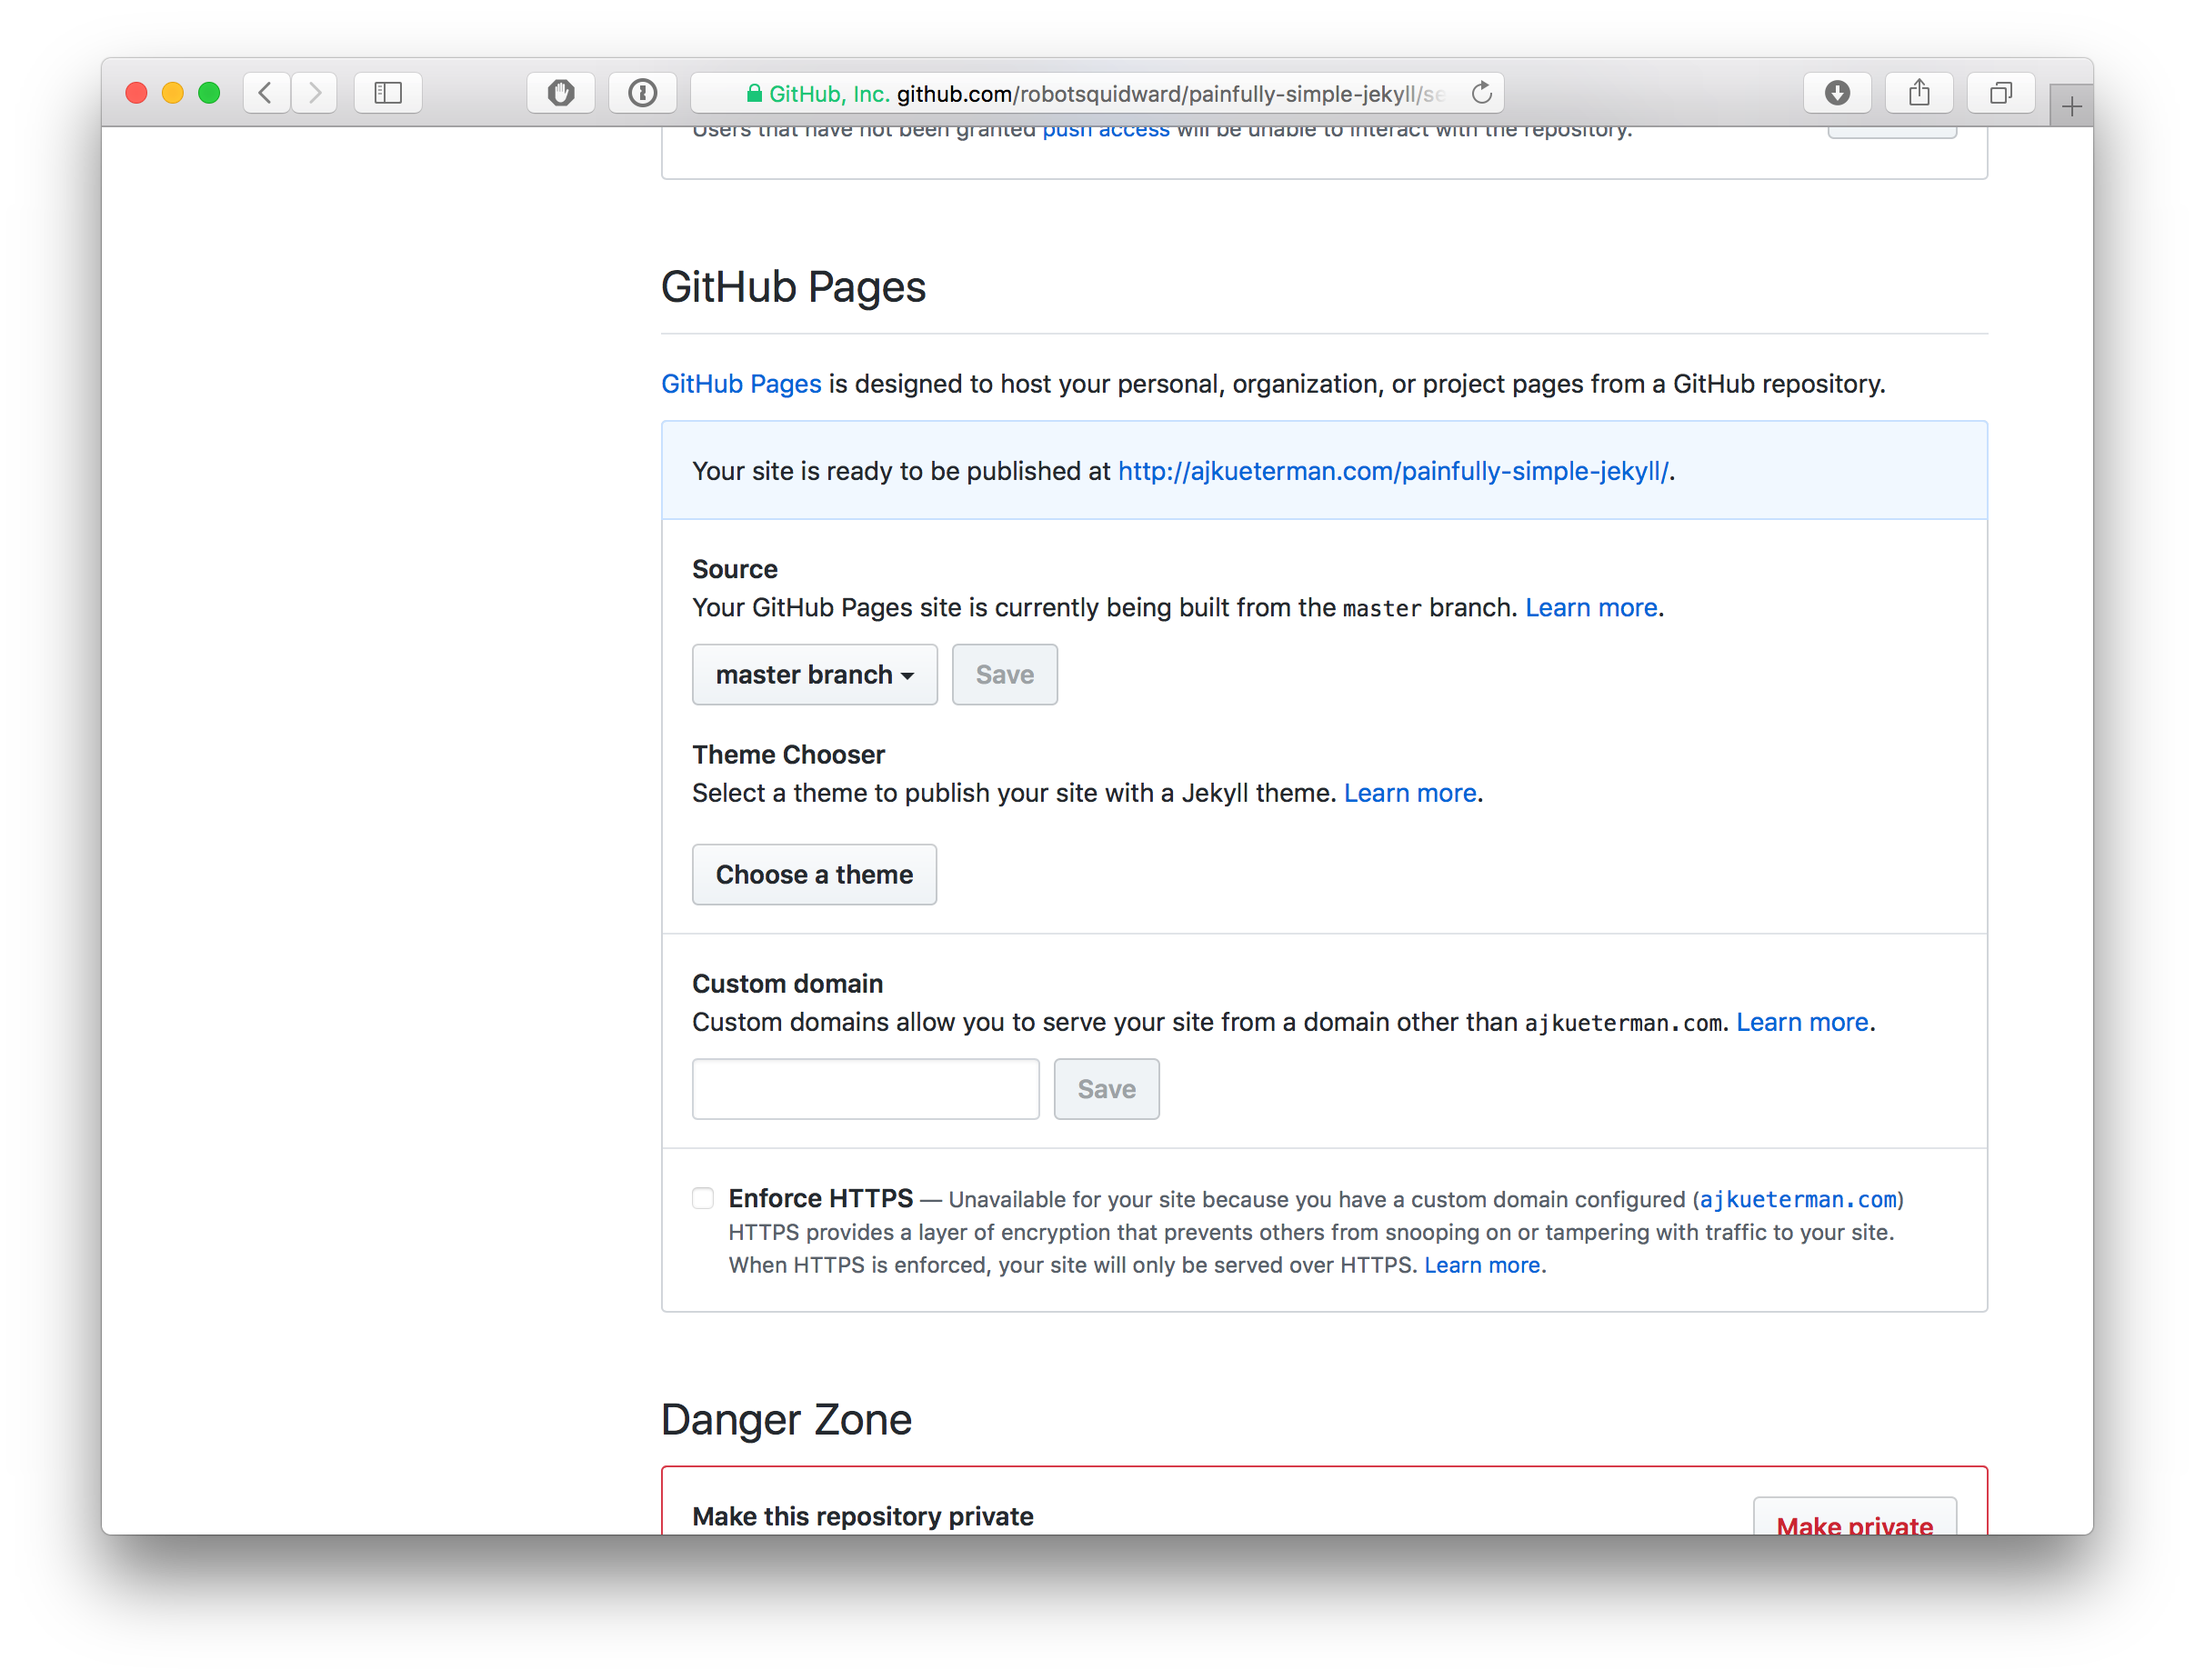 GitHub, Inc. github.com/robotsquidward/painfully-simple-jekyll/se
Users that have not been granted push access will be unable to interact with the repository.
GitHub Pages
GitHub Pages is designed to host your personal, organization, or project pages from a GitHub repository.
Your site is ready to be published at http://ajkueterman.com/painfully-simple-jekyll/.
Source
Your GitHub Pages site is currently being built from the master branch. Learn more.
master branch Save
Theme Chooser
Select a theme to publish your site with a Jekyll theme. Learn more.
Choose a theme
Custom domain
Custom domains allow you to serve your site from a domain other than ajkueterman.com. Learn more.
Save
Enforce HTTPS — Unavailable for your site because you have a custom domain configured (ajkueterman.com)
HTTPS provides a layer of encryption that prevents others from snooping on or tampering with traffic to your site.
When HTTPS is enforced, your site will only be served over HTTPS. Learn more.
Danger Zone
Make this repository private
Make private